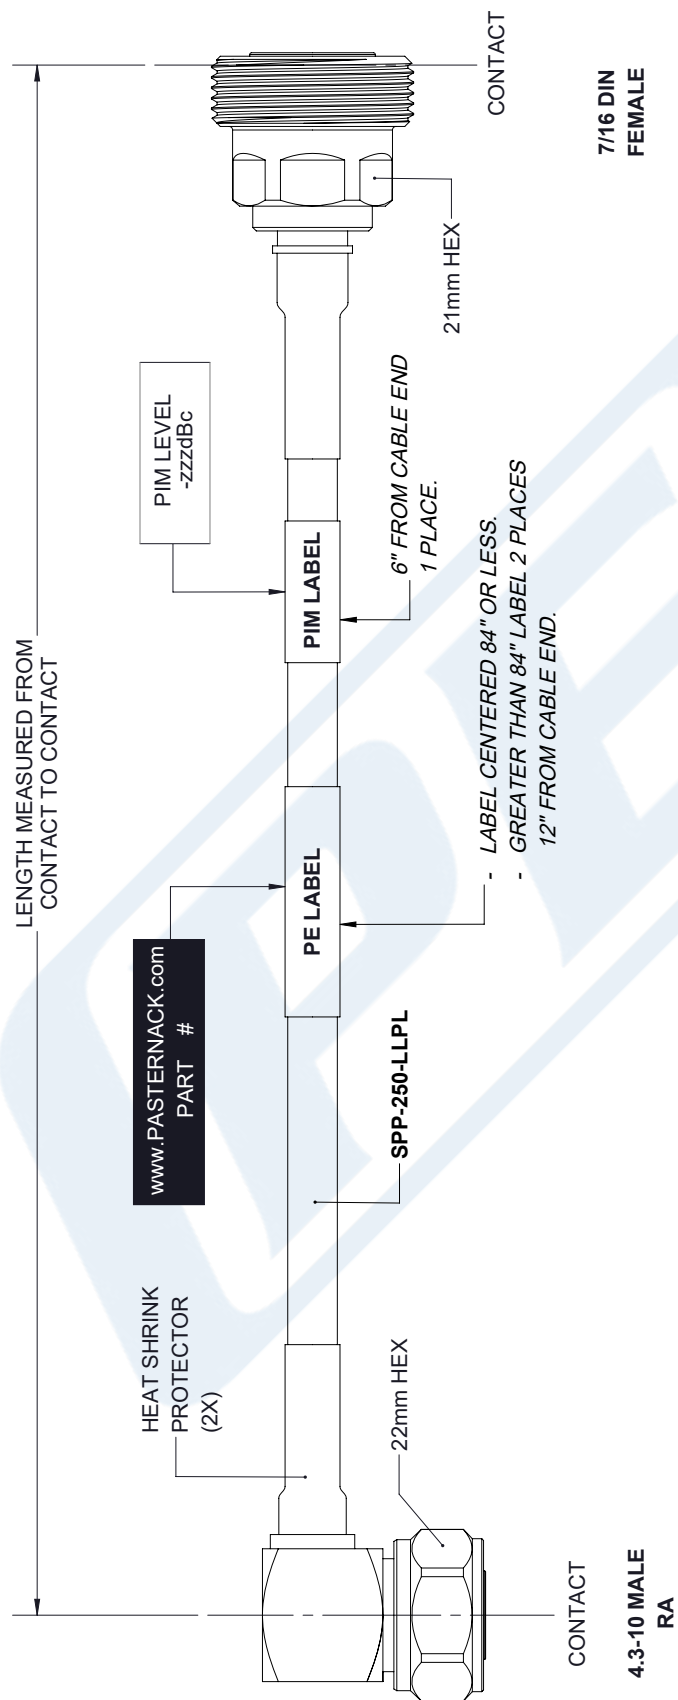 LENGTH MEASURED FROM
CONTACT TO CONTACT
HEAT SHRINK
PROTECTOR
(2X)
www.PASTERNACK.com
PART #
PIM LEVEL
-zzzdBc
PE LABEL
PIM LABEL
22mm HEX
SPP-250-LLPL
6" FROM CABLE END
1 PLACE.
21mm HEX
- LABEL CENTERED 84" OR LESS.
- GREATER THAN 84" LABEL 2 PLACES
12" FROM CABLE END.
CONTACT
CONTACT
4.3-10 MALE
RA
7/16 DIN
FEMALE